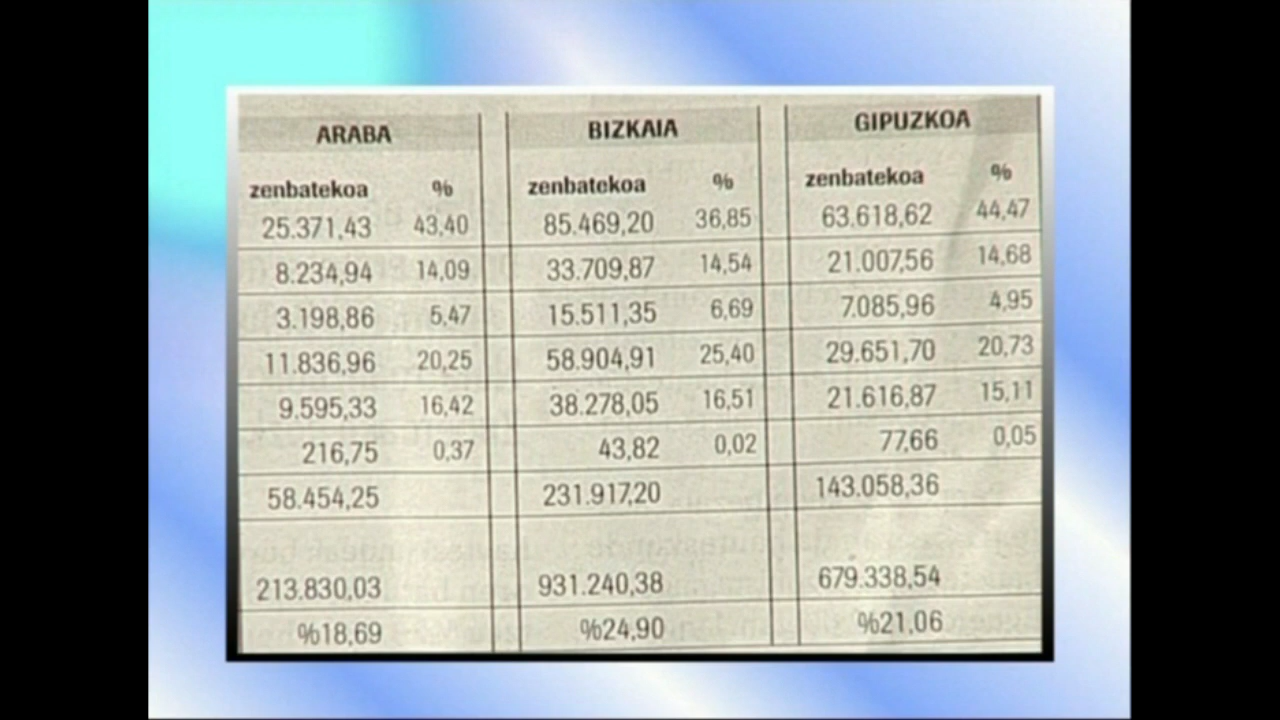 ARABA BIZKAIA GIPUZKOA
zenbatekoa % zenbatekoa % zenbatekoa %
25.371,43 43,40 85.469,20 36,85 63.618,62 44,47
8.234,94 14,09 33.709,87 14,54 21.007,56 14,68
3.198,86 5,47 15.511,35 6,69 7.085,96 4,95
11.836,96 20,25 58.904,91 25,40 29.651,70 20,73
9.595,33 16,42 38.278,05 16,51 21.616,87 15,11
216,75 0,37 43,82 0,02 77,66 0,05
58.454,25 231.917,20 143.058,36
213.830,03 931.240,38 679.338,54
%18,69 %24,90 %21,06